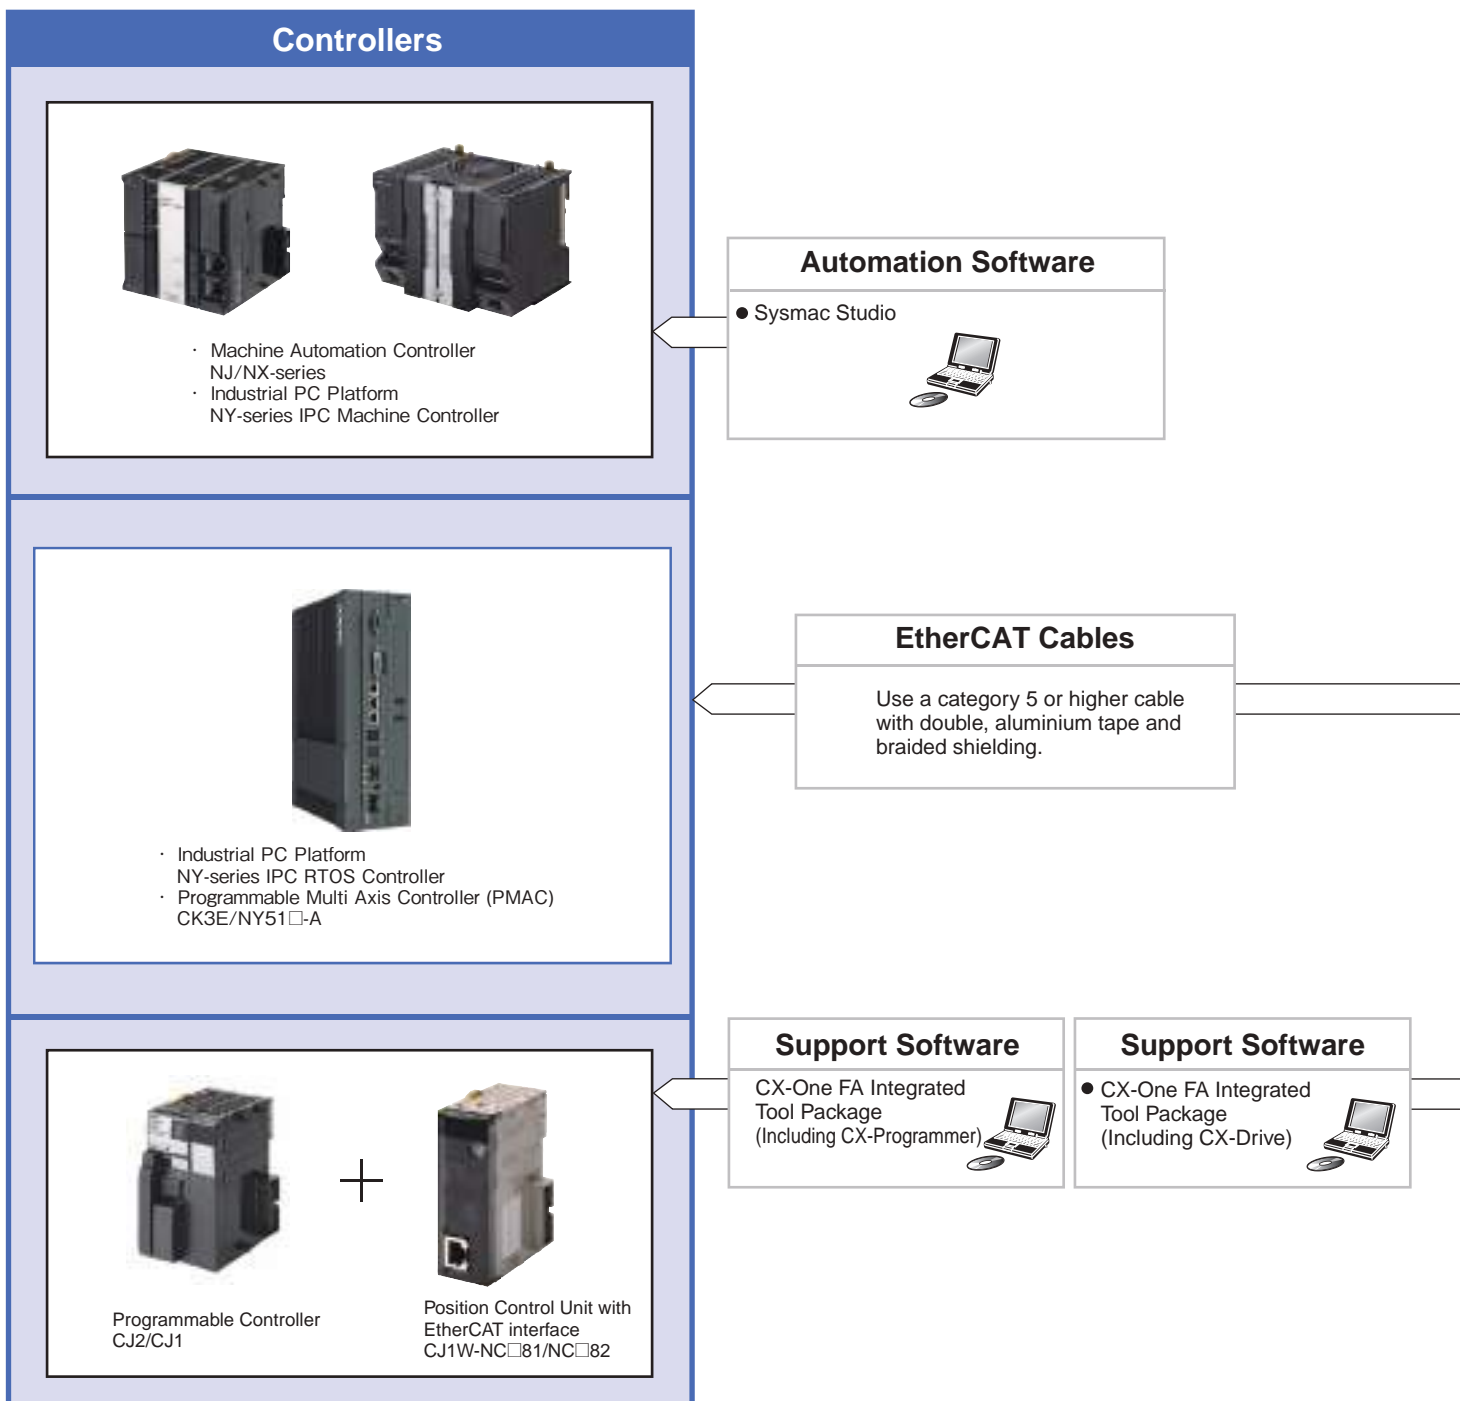 Controllers
· Machine Automation Controller
NJ/NX-series
· Industrial PC Platform
NY-series IPC Machine Controller
Automation Software
● Sysmac Studio
· Industrial PC Platform
NY-series IPC RTOS Controller
· Programmable Multi Axis Controller (PMAC)
CK3E/NY51□-A
EtherCAT Cables
Use a category 5 or higher cable
with double, aluminium tape and
braided shielding.
Programmable Controller
CJ2/CJ1
Position Control Unit with
EtherCAT interface
CJ1W-NC□81/NC□82
Support Software
CX-One FA Integrated
Tool Package
(Including CX-Programmer)
Support Software
● CX-One FA Integrated
Tool Package
(Including CX-Drive)